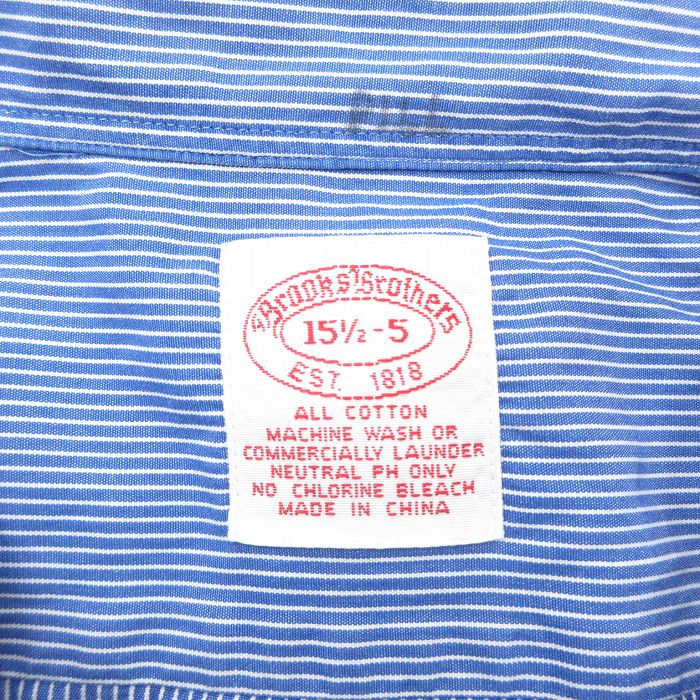 PILL
Brooks Brothers
15½-5
EST. 1818
ALL COTTON
MACHINE WASH OR
COMMERCIALLY LAUNDER
NEUTRAL PH ONLY
NO CHLORINE BLEACH
MADE IN CHINA